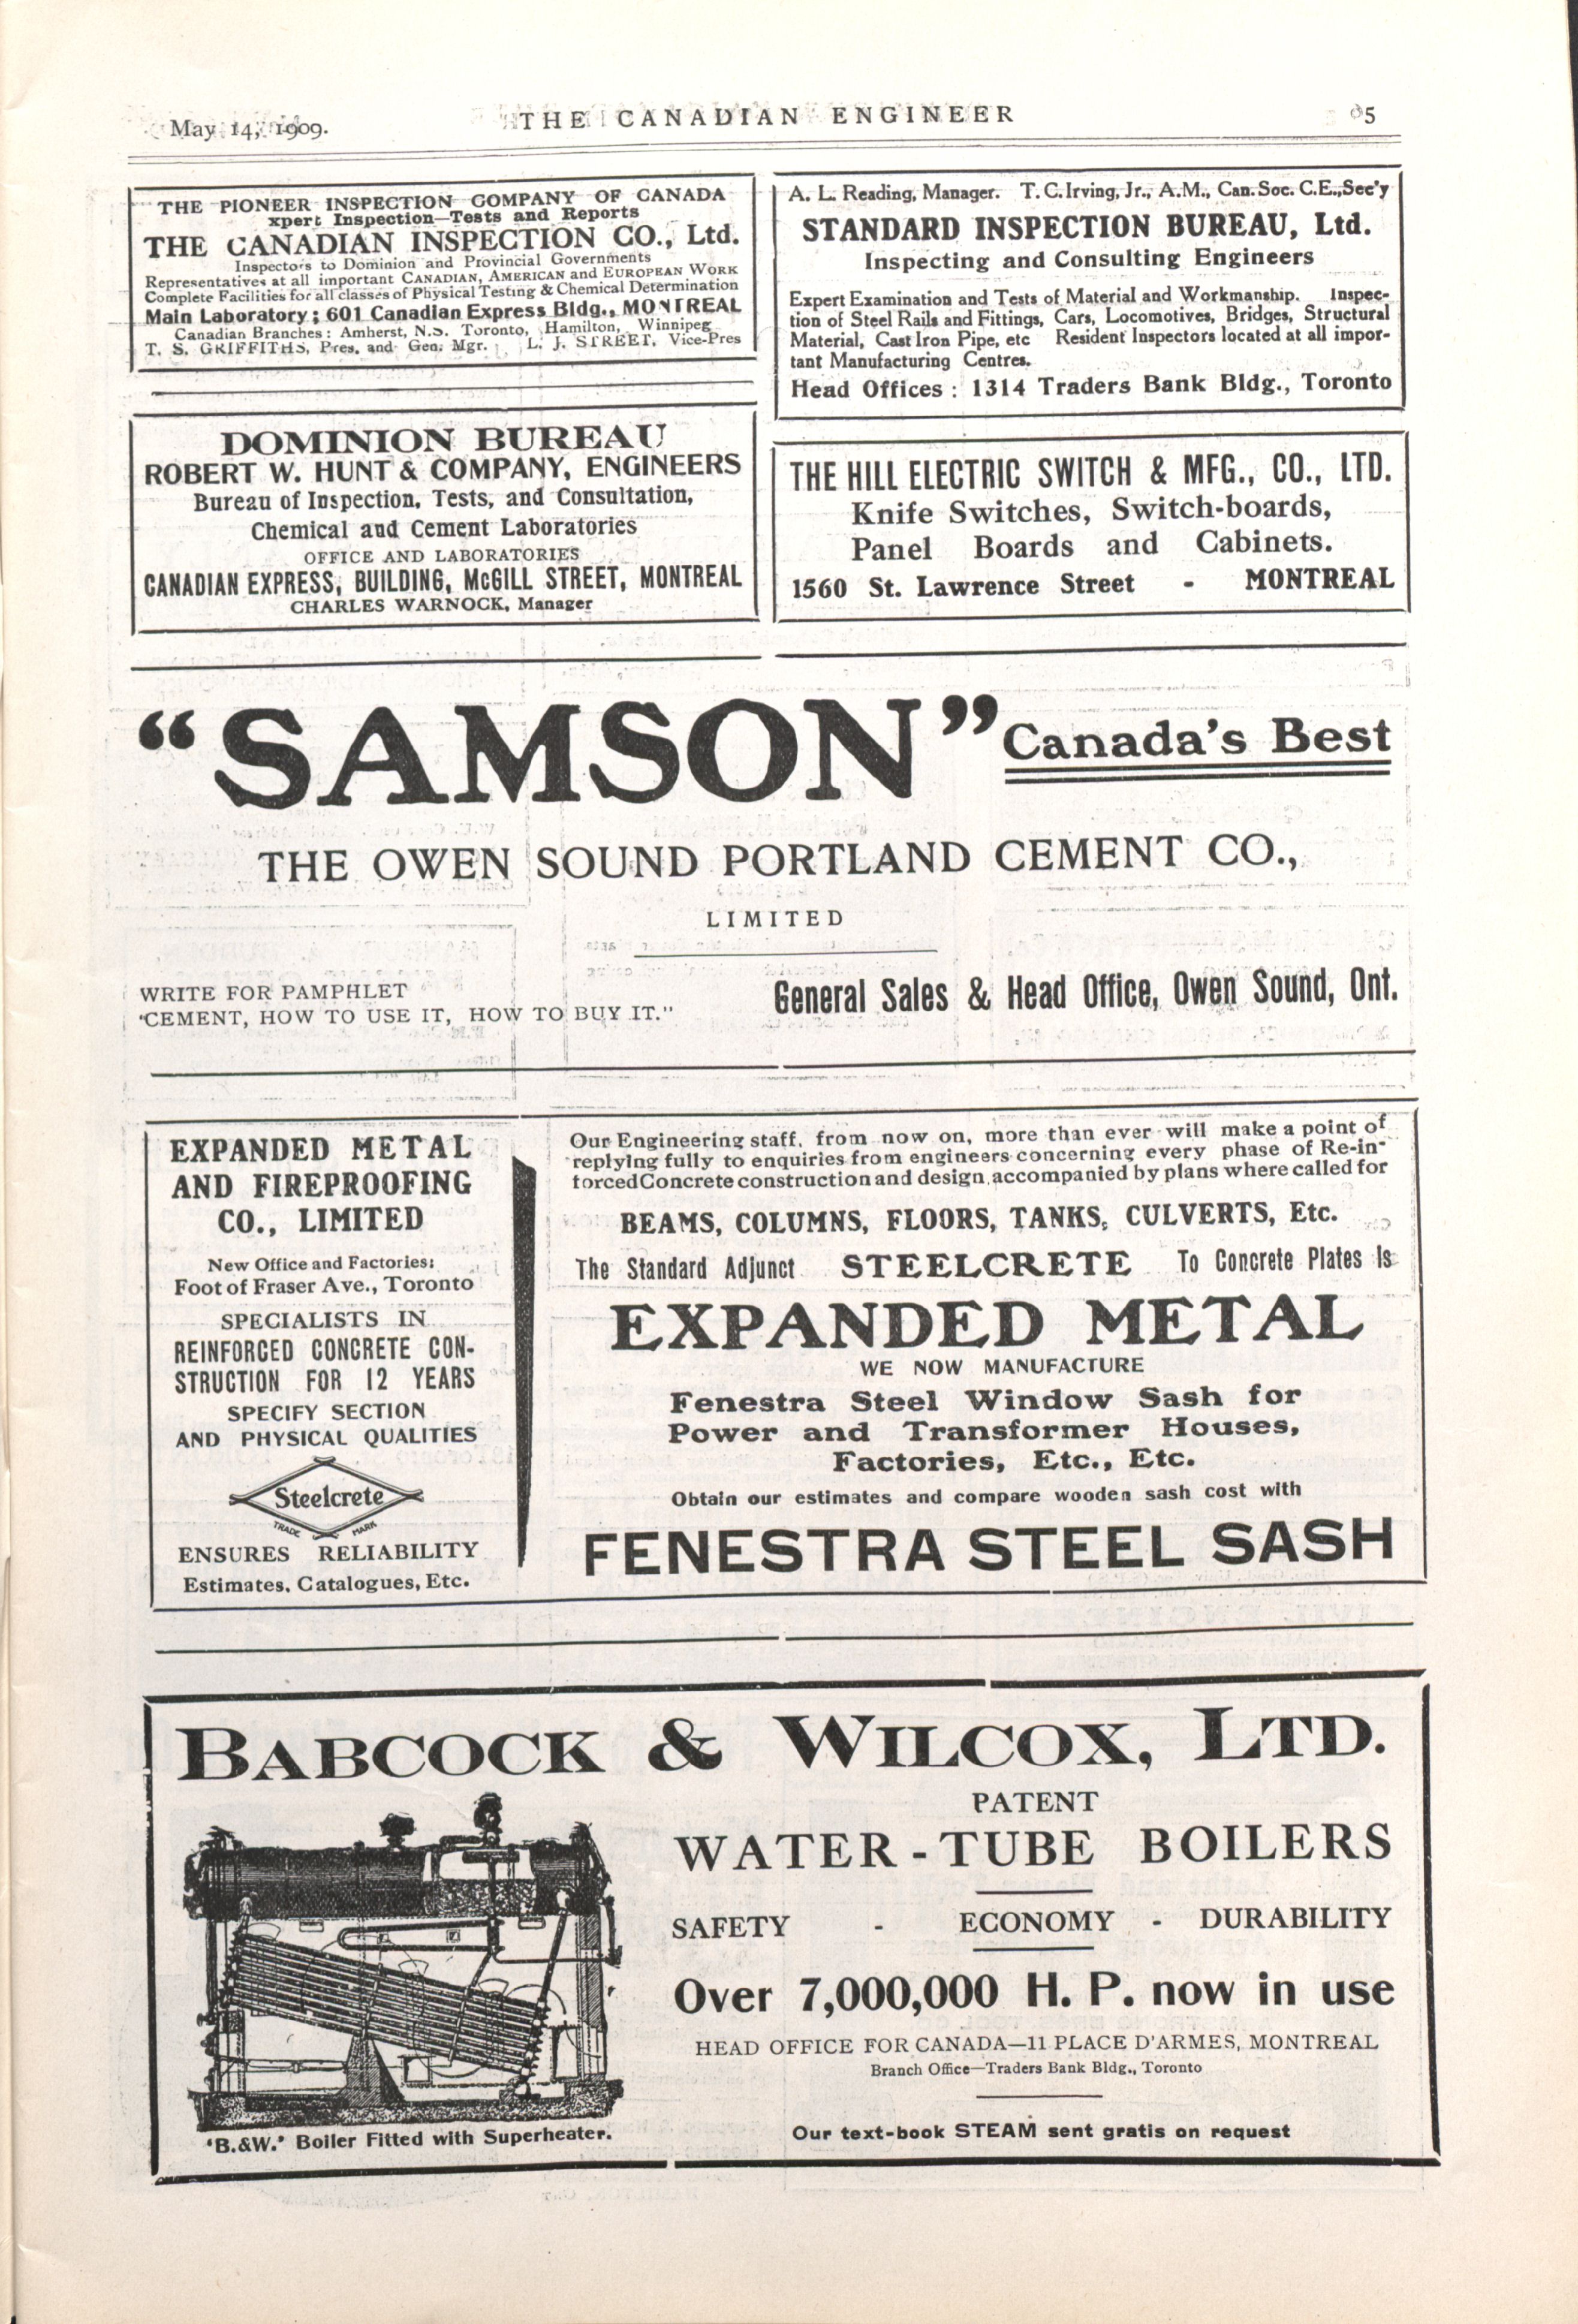 May 14, 1909.
THE CANADIAN ENGINEER
5
THE PIONEER INSPECTION COMPANY OF CANADA
xpert Inspection—Tests and Reports
THE CANADIAN INSPECTION CO., Ltd.
Inspectors to Dominion and Provincial Governments
Representatives at all important CANADIAN, AMERICAN and EUROPEAN WORK
Complete Facilities for all classes of Physical Testing & Chemical Determination
Main Laboratory; 601 Canadian Express Bldg., MONTREAL
Canadian Branches: Amherst, N.S. Toronto, Hamilton, Winnipeg
T. S. GRIFFITHS, Pres. and Gen. Mgr. L. J. STREET, Vice-Pres
A. L. Reading, Manager. T. C. Irving, Jr., A.M., Can. Soc. C.E., Sec'y
STANDARD INSPECTION BUREAU, Ltd.
Inspecting and Consulting Engineers
Expert Examination and Tests of Material and Workmanship. Inspec-
tion of Steel Rails and Fittings, Cars, Locomotives, Bridges, Structural
Material, Cast Iron Pipe, etc Resident Inspectors located at all impor-
tant Manufacturing Centres.
Head Offices : 1314 Traders Bank Bldg., Toronto
DOMINION BUREAU
ROBERT W. HUNT & COMPANY, ENGINEERS
Bureau of Inspection, Tests, and Consultation,
Chemical and Cement Laboratories
OFFICE AND LABORATORIES
CANADIAN EXPRESS, BUILDING, McGILL STREET, MONTREAL
CHARLES WARNOCK, Manager
THE HILL ELECTRIC SWITCH & MFG., CO., LTD.
Knife Switches, Switch-boards,
Panel Boards and Cabinets.
1560 St. Lawrence Street - MONTREAL
“SAMSON” Canada's Best
THE OWEN SOUND PORTLAND CEMENT CO.,
LIMITED
WRITE FOR PAMPHLET
'CEMENT, HOW TO USE IT, HOW TO BUY IT."
General Sales & Head Office, Owen Sound, Ont.
EXPANDED METAL
AND FIREPROOFING
CO., LIMITED
New Office and Factories:
Foot of Fraser Ave., Toronto
SPECIALISTS IN
REINFORCED CONCRETE CON-
STRUCTION FOR 12 YEARS
SPECIFY SECTION
AND PHYSICAL QUALITIES
Steelcrete
TRADE MARK
ENSURES RELIABILITY
Estimates, Catalogues, Etc.
Our Engineering staff, from now on, more than ever will make a point of
replying fully to enquiries from engineers concerning every phase of Re-in-
forced Concrete construction and design, accompanied by plans where called for
BEAMS, COLUMNS, FLOORS, TANKS, CULVERTS, Etc.
The Standard Adjunct STEELCRETE To Concrete Plates Is
EXPANDED METAL
WE NOW MANUFACTURE
Fenestra Steel Window Sash for
Power and Transformer Houses,
Factories, Etc., Etc.
Obtain our estimates and compare wooden sash cost with
FENESTRA STEEL SASH
BABCOCK & WILCOX, LTD.
PATENT
WATER-TUBE BOILERS
SAFETY - ECONOMY - DURABILITY
Over 7,000,000 H. P. now in use
HEAD OFFICE FOR CANADA—11 PLACE D'ARMES, MONTREAL
Branch Office—Traders Bank Bldg., Toronto
Our text-book STEAM sent gratis on request
'B.&W.' Boiler Fitted with Superheater.